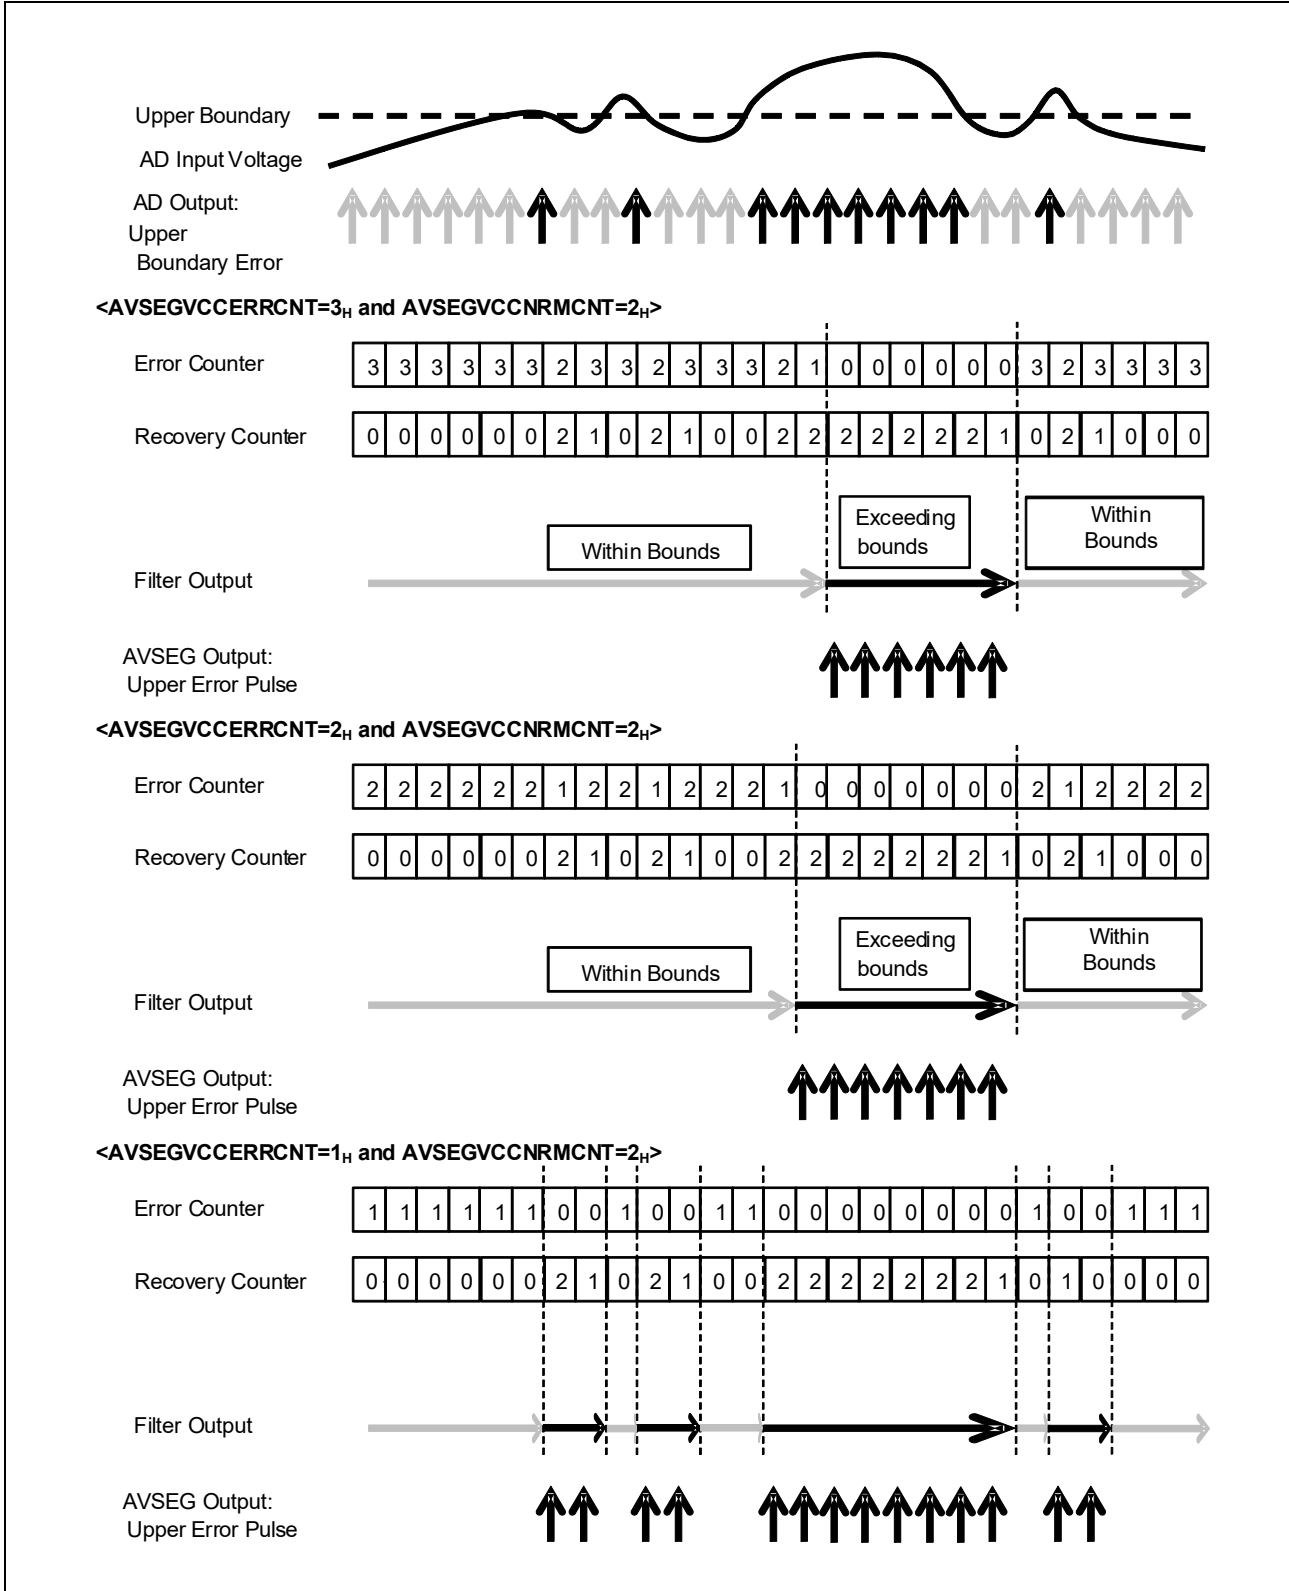 Upper Boundary
AD Input Voltage
AD Output:
Upper
Boundary Error
<AVSEGVCCERRCNT=3H and AVSEGVCCNRMCNT=2H>
Error Counter 3 3 3 3 3 3 2 3 3 2 3 3 3 2 1 0 0 0 0 0 0 3 2 3 3 3 3
Recovery Counter 0 0 0 0 0 0 2 1 0 2 1 0 0 2 2 2 2 2 2 2 1 0 2 1 0 0 0
Within Bounds
Exceeding
bounds
Within
Bounds
Filter Output
AVSEG Output:
Upper Error Pulse
<AVSEGVCCERRCNT=2H and AVSEGVCCNRMCNT=2H>
Error Counter 2 2 2 2 2 2 1 2 2 1 2 2 2 1 0 0 0 0 0 0 0 2 1 2 2 2 2
Recovery Counter 0 0 0 0 0 0 2 1 0 2 1 0 0 2 2 2 2 2 2 2 1 0 2 1 0 0 0
Within Bounds
Exceeding
bounds
Within
Bounds
Filter Output
AVSEG Output:
Upper Error Pulse
<AVSEGVCCERRCNT=1H and AVSEGVCCNRMCNT=2H>
Error Counter 1 1 1 1 1 1 0 0 1 0 0 1 1 0 0 0 0 0 0 0 0 1 0 0 1 1 1
Recovery Counter 0 0 0 0 0 0 2 1 0 2 1 0 0 2 2 2 2 2 2 2 1 0 1 0 0 0 0
Filter Output
AVSEG Output:
Upper Error Pulse